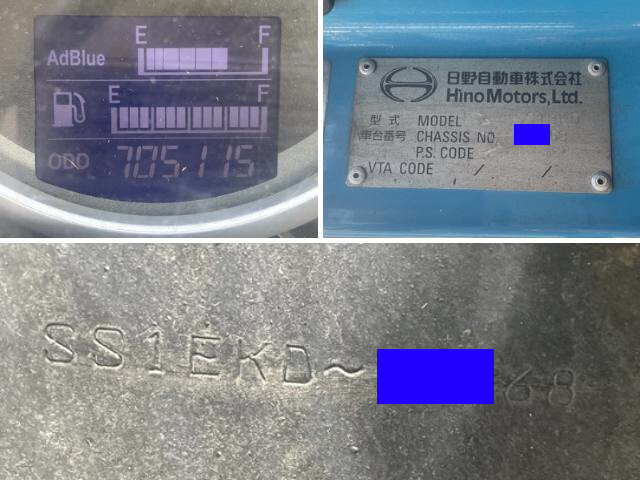 E F
AdBlue
E F
ODO 705115
日野自動車株式会社
Hino Motors, Ltd.
型式 MODEL
車台番号 CHASSIS NO
P.S. CODE
VTA CODE / /
SS1EKD~ 68